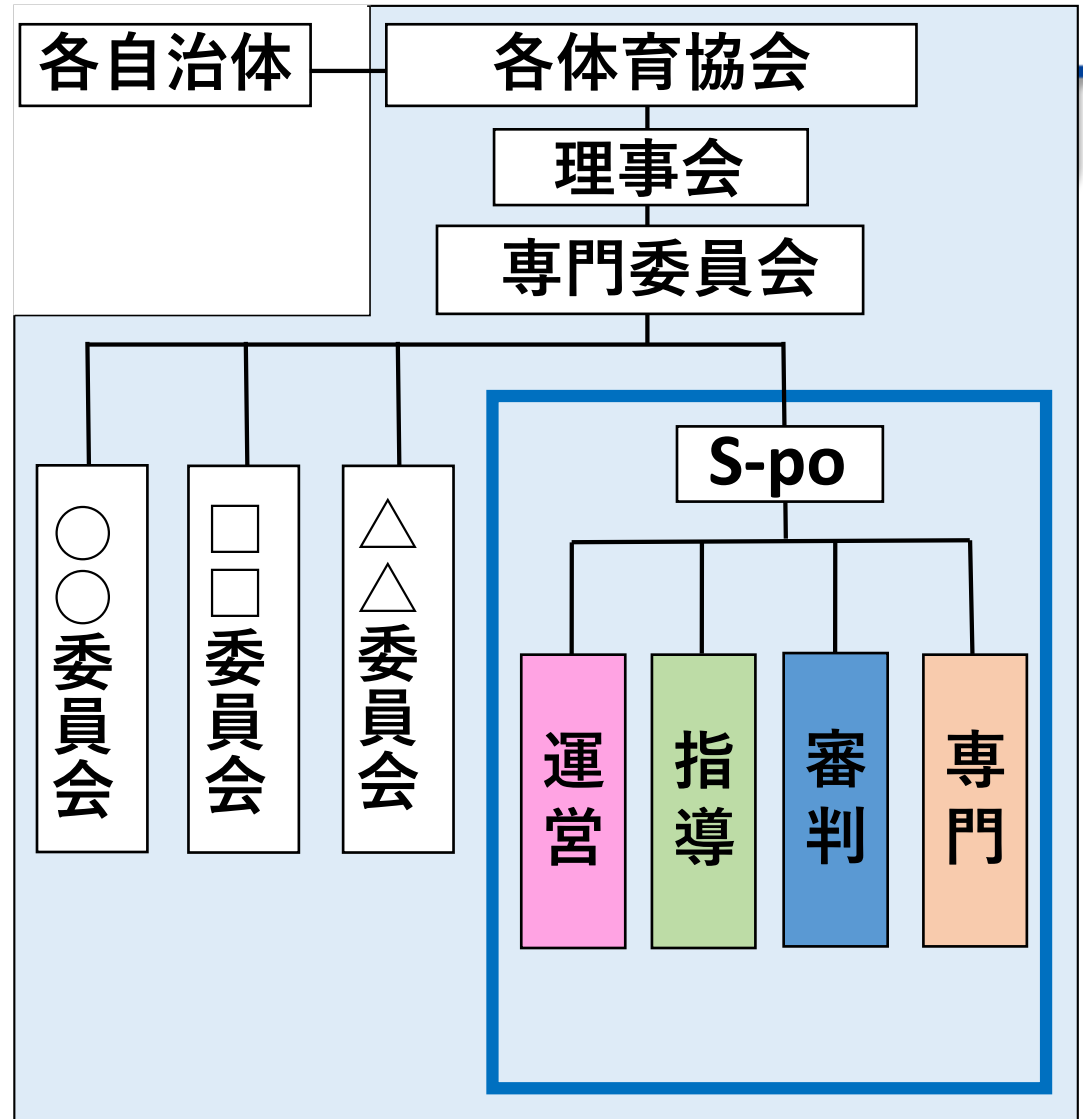 各自治体
各体育協会
理事会
専門委員会
S-po
○○委員会
□□委員会
△△委員会
運営
指導
審判
専門